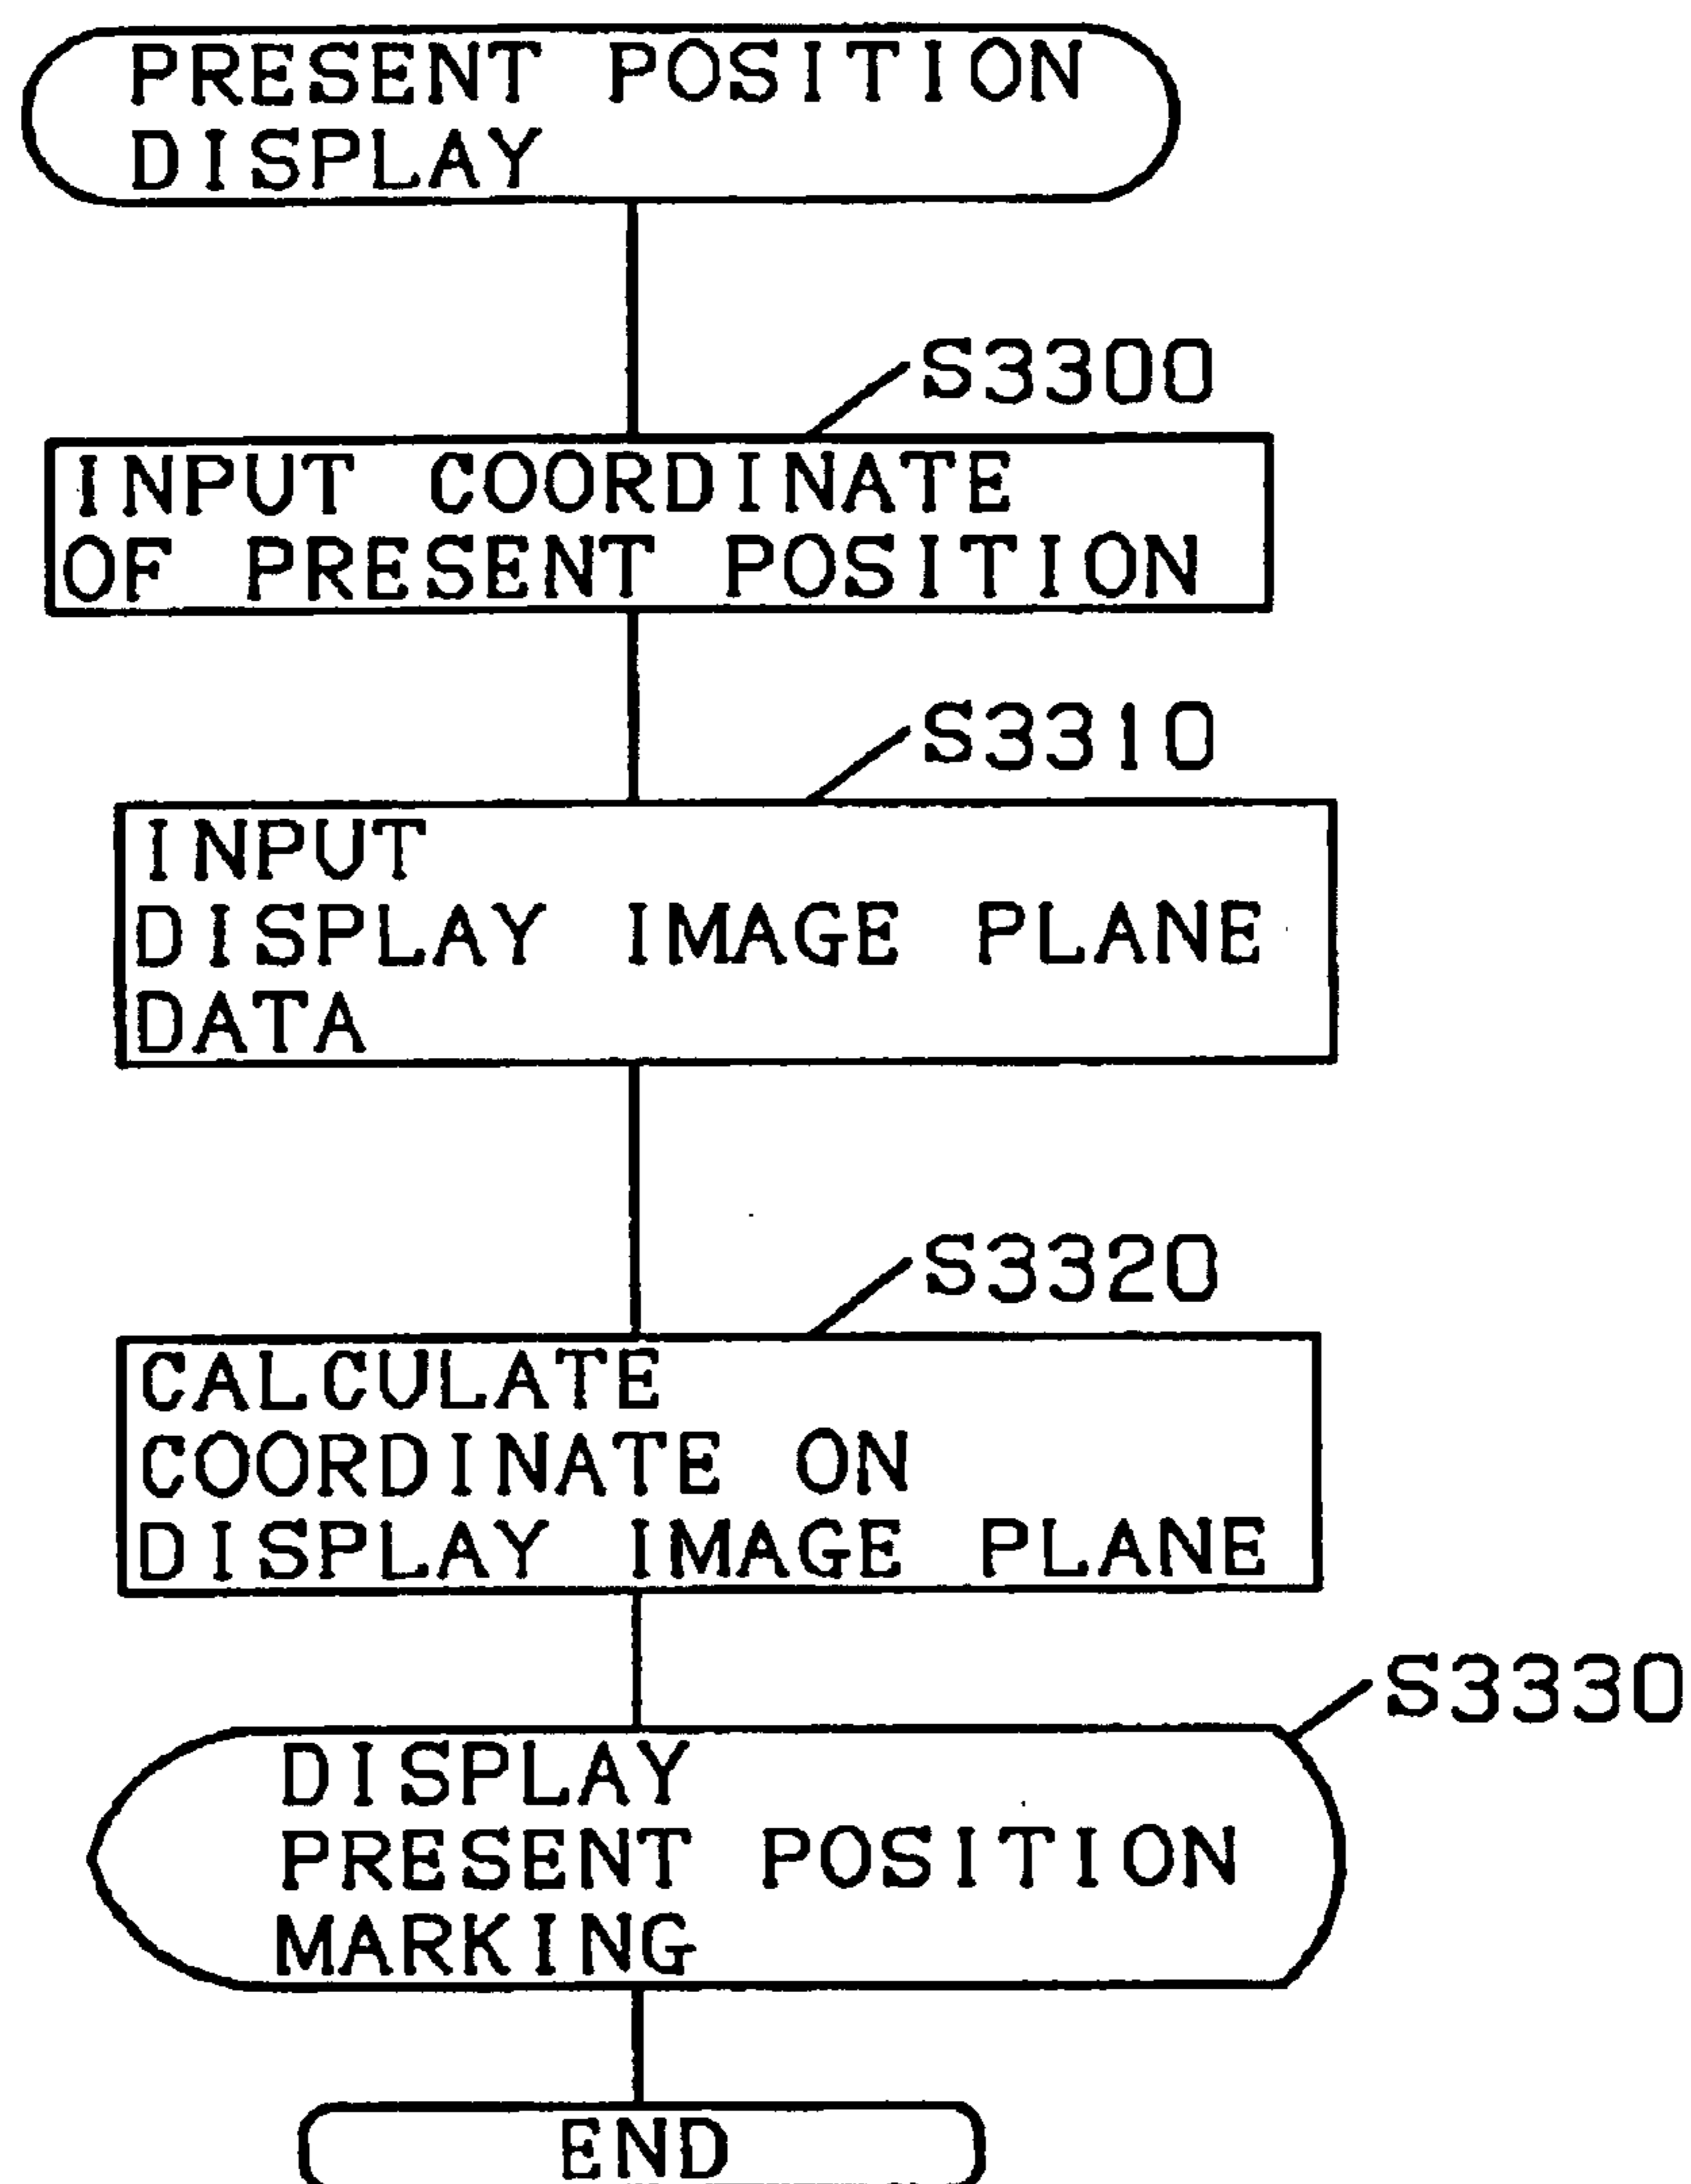 PRESENT POSITION
DISPLAY
S3300
INPUT COORDINATE
OF PRESENT POSITION
S3310
INPUT
DISPLAY IMAGE PLANE
DATA
S3320
CALCULATE
COORDINATE ON
DISPLAY IMAGE PLANE
S3330
DISPLAY
PRESENT POSITION
MARKING
END